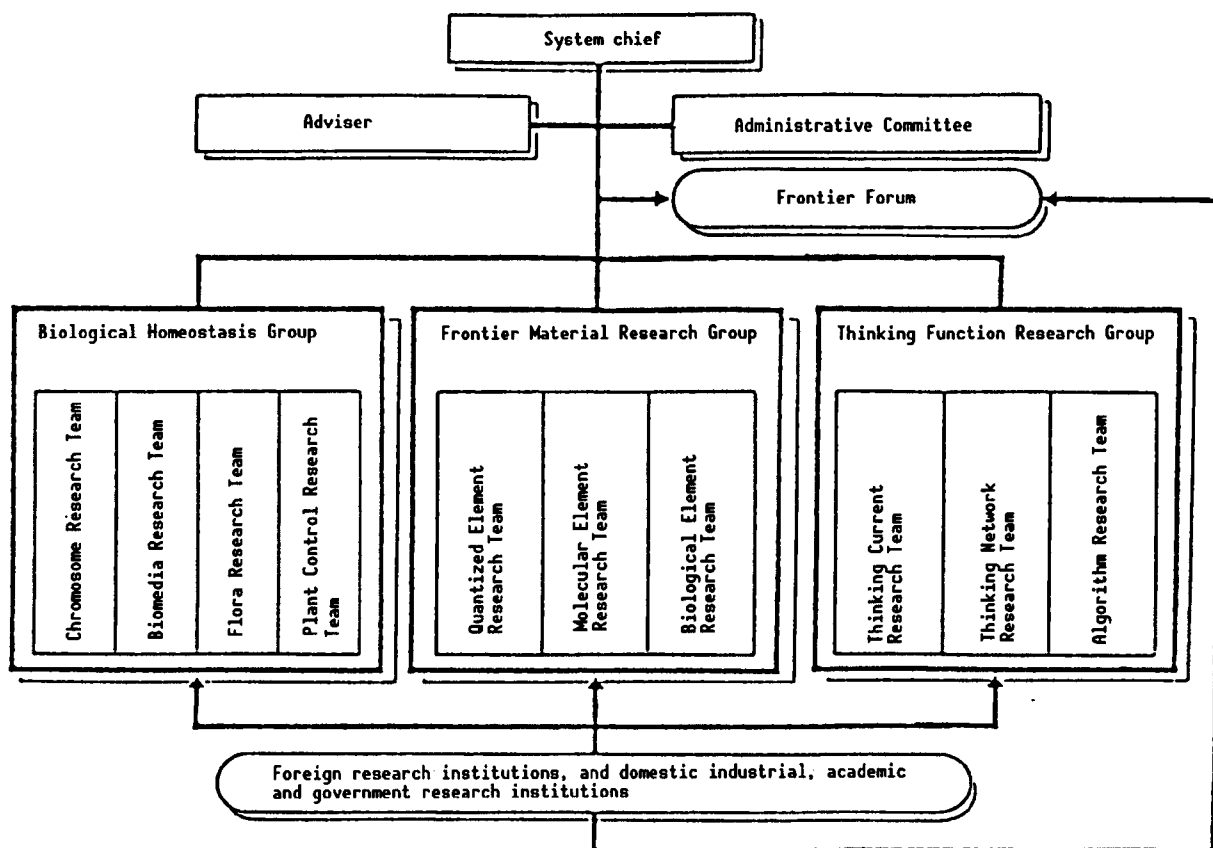 System chief
Adviser
Administrative Committee
Frontier Forum
Biological Homeostasis Group
Chromosome Research Team
Biomedia Research Team
Flora Research Team
Plant Control Research
Team
Frontier Material Research Group
Quantized Element
Research Team
Molecular Element
Research Team
Biological Element
Research Team
Thinking Function Research Group
Thinking Current
Research Team
Thinking Network
Research Team
Algorithm Research Team
Foreign research institutions, and domestic industrial, academic
and government research institutions